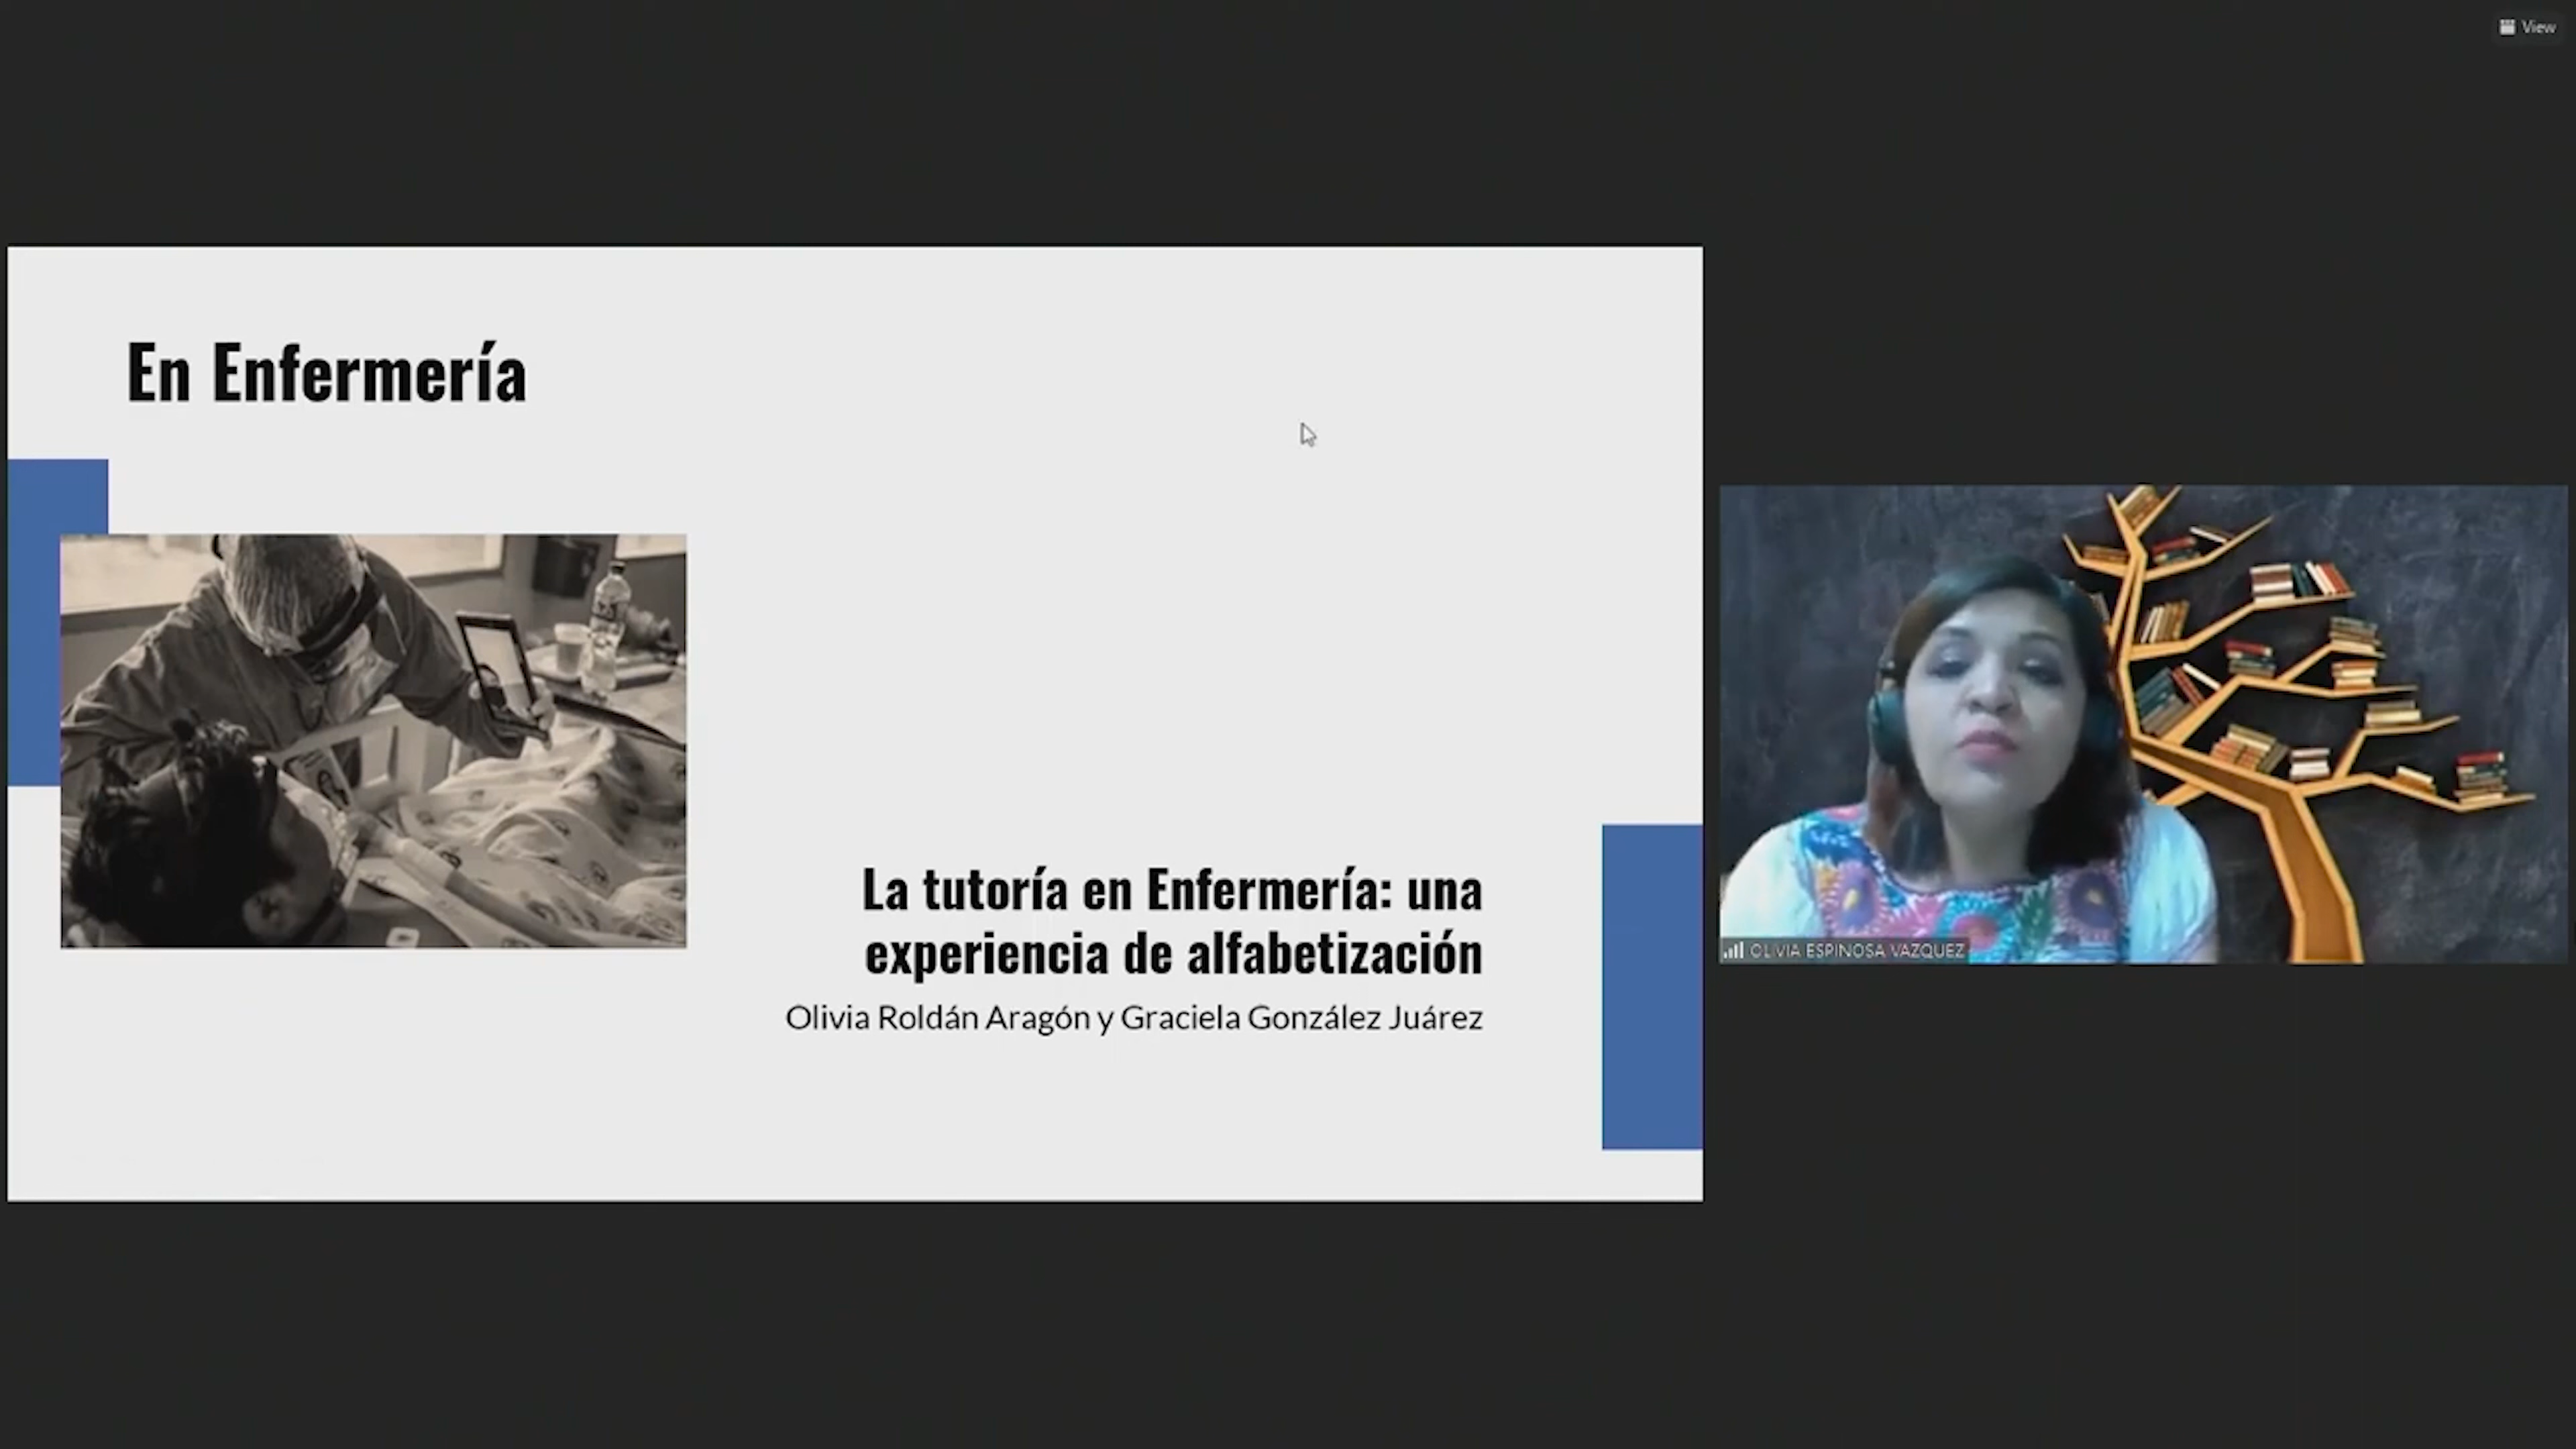 View
En Enfermería
La tutoría en Enfermería: una
experiencia de alfabetización
Olivia Roldán Aragón y Graciela González Juárez
OLIVIA ESPINOSA VAZQUEZ